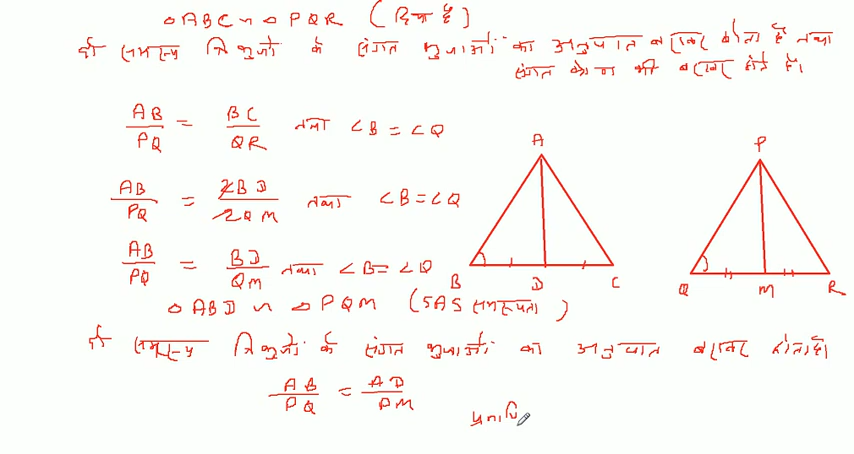 △ABC ∼ △PQR (दिया है)
दो समरूप त्रिभुजों के संगत भुजाओं का अनुपात बराबर होता है तथा
संगत कोण भी बराबर होते हैं।
AB/PQ = BC/QR तथा ∠B = ∠Q
AB/PQ = 2BD/2QM तथा ∠B = ∠Q
AB/PQ = BD/QM तथा ∠B = ∠Q
△ABD ∼ △PQM (SAS समरूपता)
दो समरूप त्रिभुजों के संगत भुजाओं का अनुपात बराबर होता है।
AB/PQ = AD/PM
प्रमाणि
A
B D C
P
Q M R